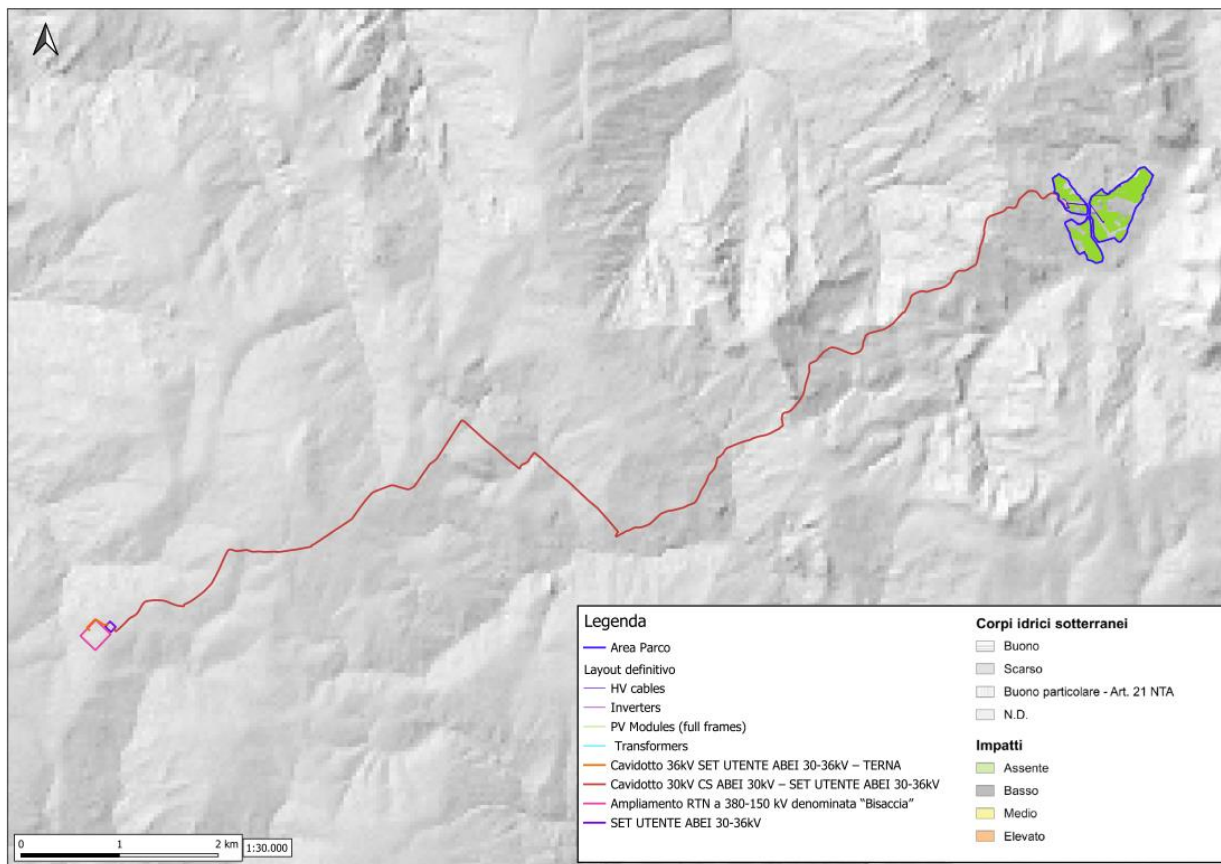 0 1 2 km
1:30.000
Legenda
Area Parco
Layout definitivo
HV cables
Inverters
PV Modules (full frames)
Transformers
Cavidotto 36kV SET UTENTE ABEI 30-36kV – TERNA
Cavidotto 30kV CS ABEI 30kV – SET UTENTE ABEI 30-36kV
Ampliamento RTN a 380-150 kV denominata “Bisaccia”
SET UTENTE ABEI 30-36kV
Corpi idrici sotterranei
Buono
Scarso
Buono particolare - Art. 21 NTA
N.D.
Impatti
Assente
Basso
Medio
Elevato